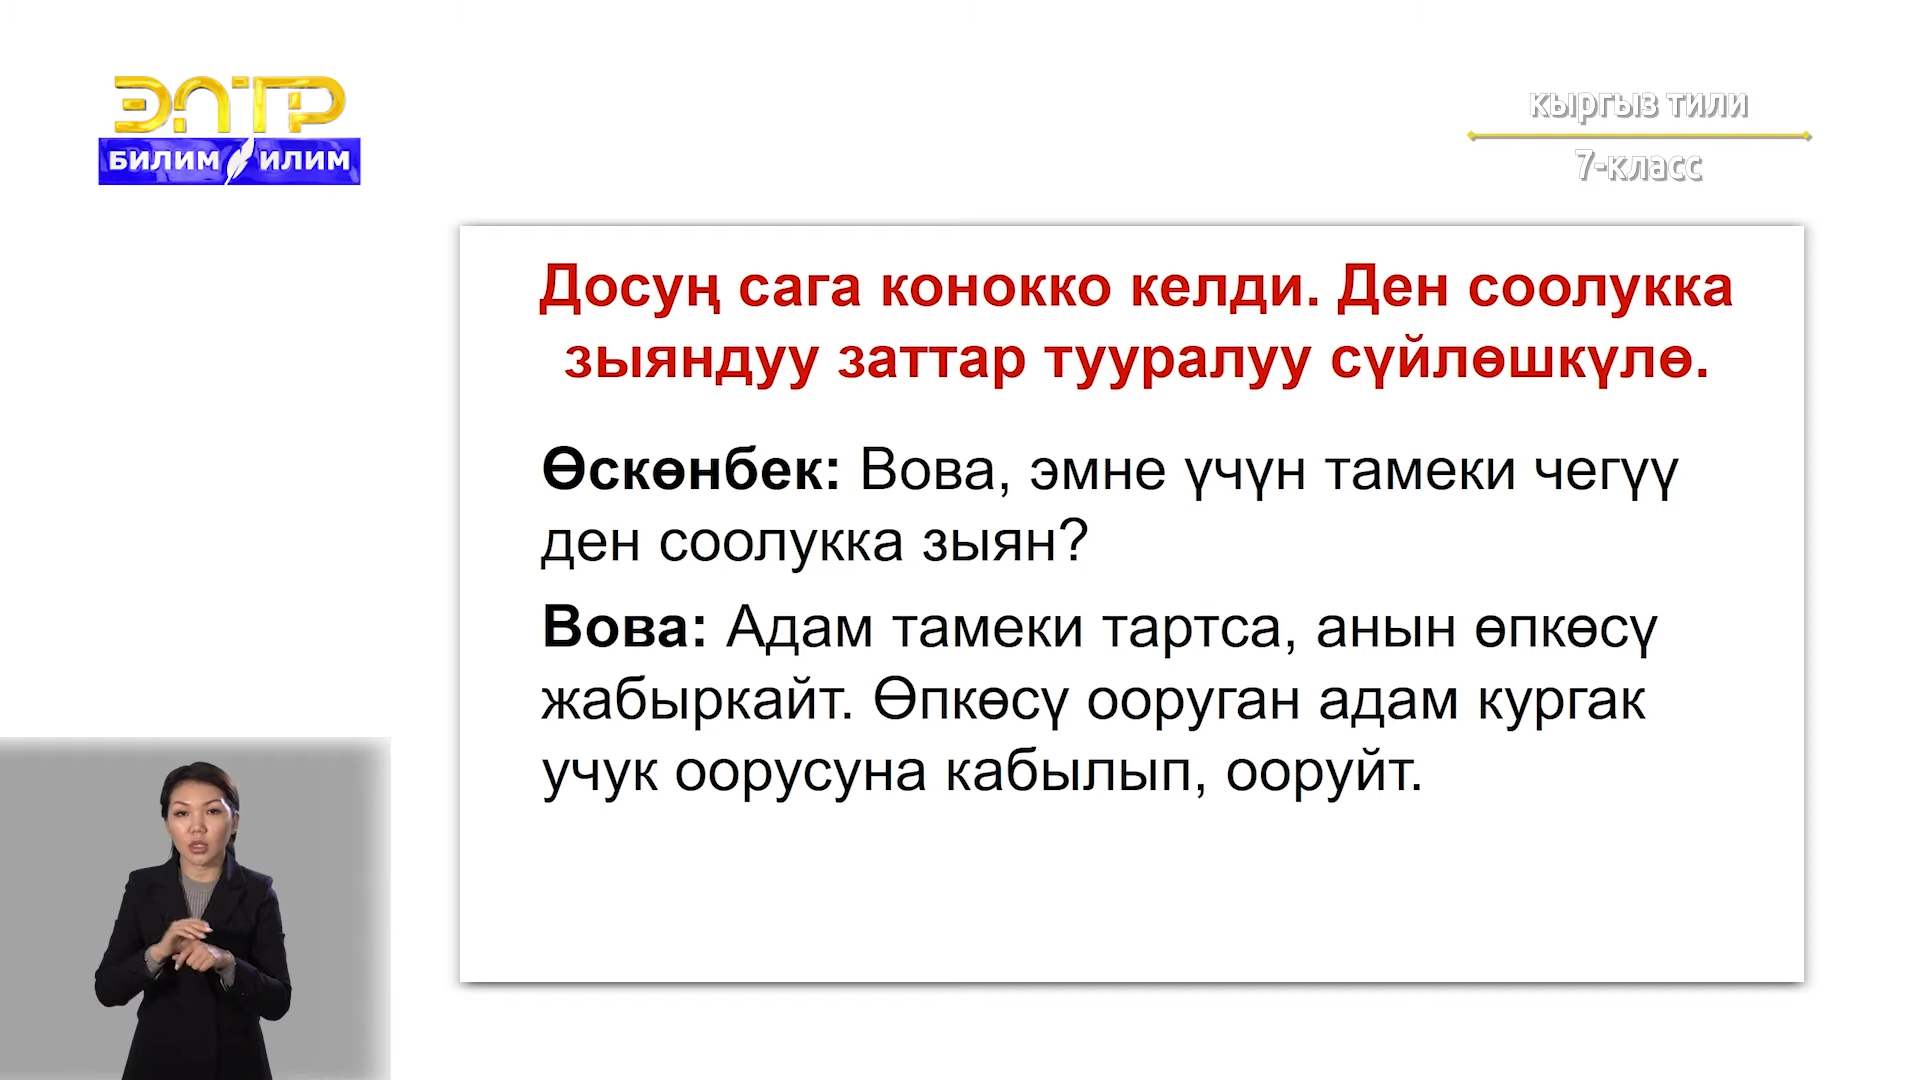 ЭЛТР
БИЛИМ ИЛИМ
кыргыз тили
7-класс
Досуң сага конокко келди. Ден соолукка
зыяндуу заттар тууралуу сүйлөшкүлө.
Өскөнбек: Вова, эмне үчүн тамеки чегүү
ден соолукка зыян?
Вова: Адам тамеки тартса, анын өпкөсү
жабыркайт. Өпкөсү ооруган адам кургак
учук оорусуна кабылып, ооруйт.